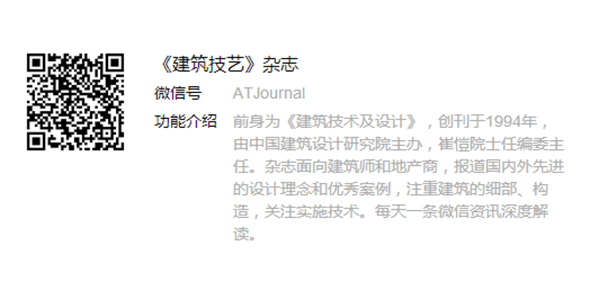 《建筑技艺》杂志
微信号 ATJournal
功能介绍 前身为《建筑技术及设计》，创刊于1994年，
由中国建筑设计研究院主办，崔愷院士任编委主
任。杂志面向建筑师和地产商，报道国内外先进
的设计理念和优秀案例，注重建筑的细部、构
造，关注实施技术。每天一条微信资讯深度解
读。